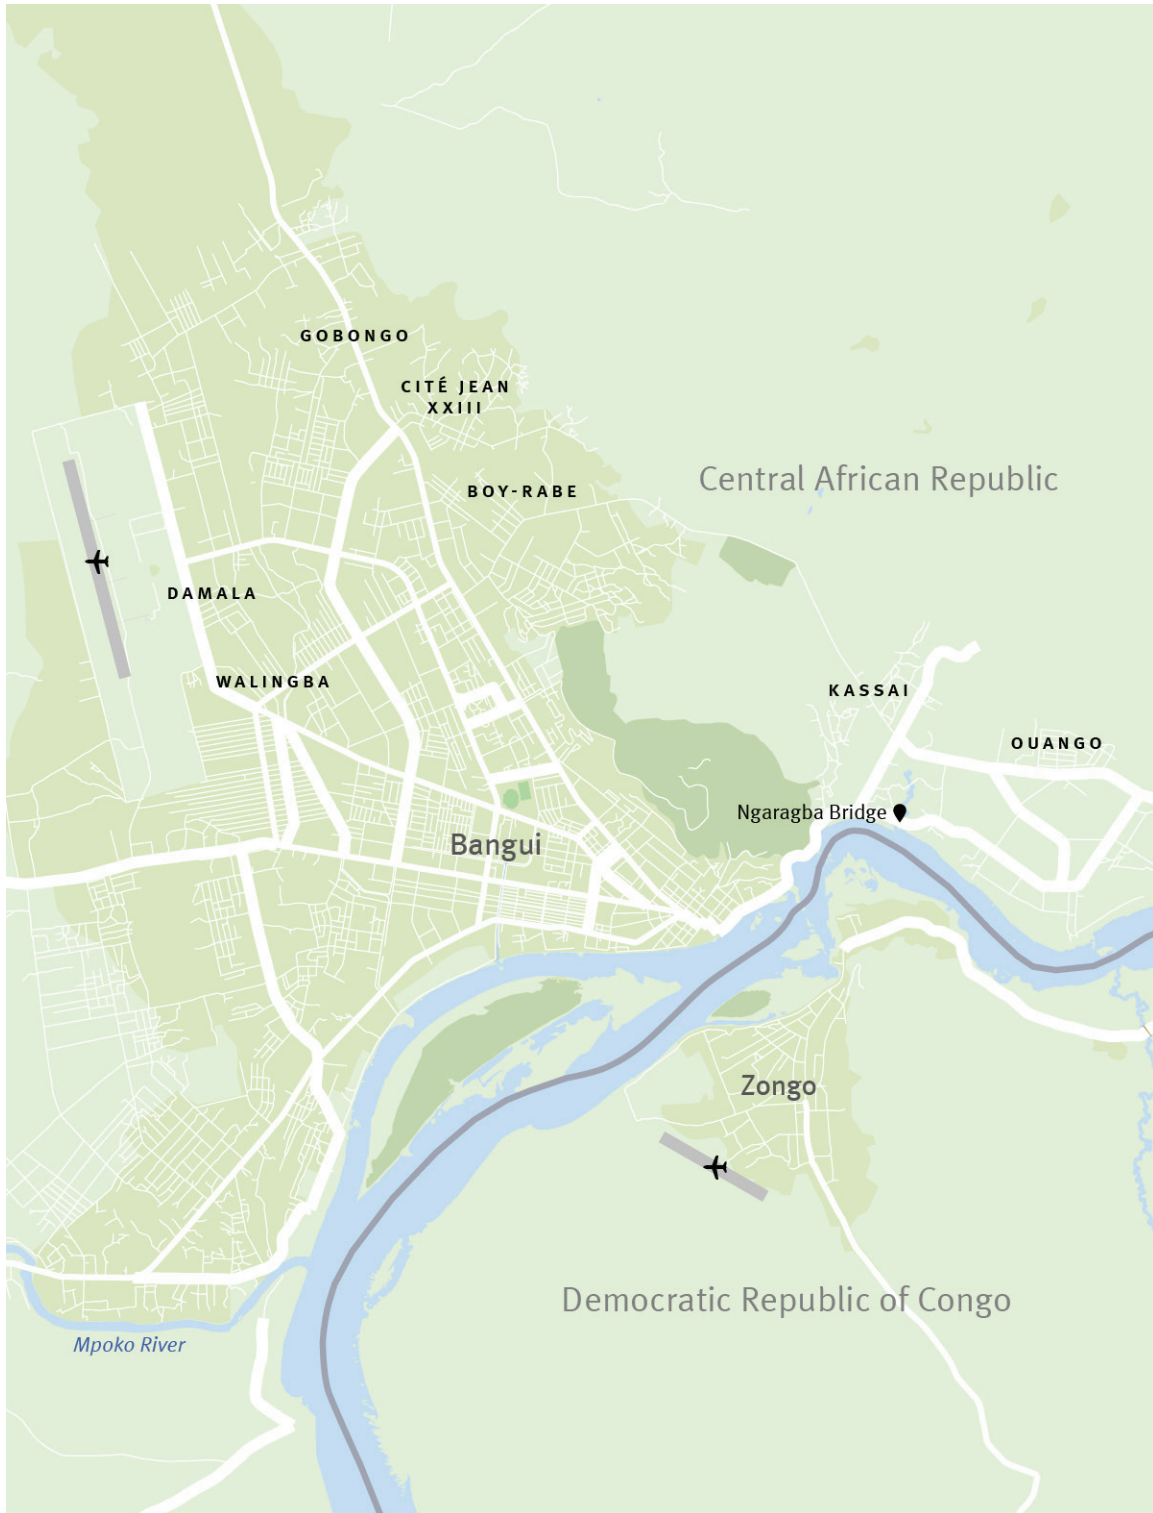 GOBONGO
CITÉ JEAN
XXIII
BOY-RABE
Central African Republic
DAMALA
WALINGBA
KASSAI
OUANGO
Ngaragba Bridge
Bangui
Zongo
Democratic Republic of Congo
Mpoko River